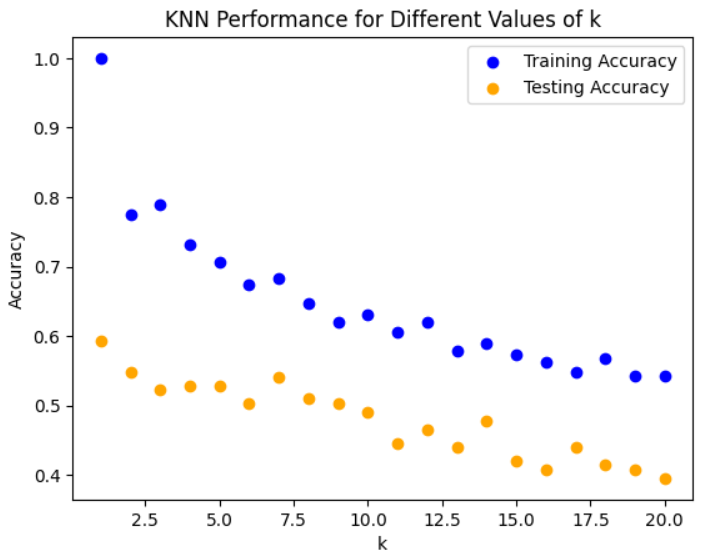 KNN Performance for Different Values of k
Training Accuracy
Testing Accuracy
1.0
0.9
0.8
0.7
0.6
0.5
0.4
Accuracy
2.5 5.0 7.5 10.0 12.5 15.0 17.5 20.0
k